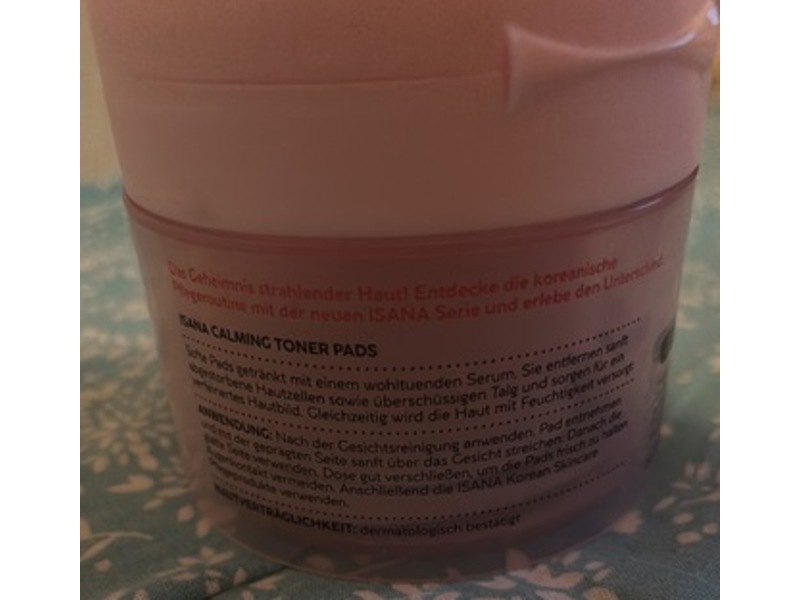 Das Geheimnis strahlender Haut! Entdecke die koreanische
Pflegeroutine mit der neuen ISANA Serie und erlebe den Unterschied.
ISANA CALMING TONER PADS
Softe Pads getränkt mit einem wohltuenden Serum. Sie entfernen sanft
abgestorbene Hautzellen sowie überschüssigen Talg und sorgen für ein
verfeinertes Hautbild. Gleichzeitig wird die Haut mit Feuchtigkeit versorgt.
ANWENDUNG: Nach der Gesichtsreinigung anwenden. Pad entnehmen
und mit der geprägten Seite sanft über das Gesicht streichen. Danach die
glatte Seite verwenden. Dose gut verschließen, um die Pads frisch zu halten.
Augenkontakt vermeiden. Anschließend die ISANA Korean Skincare
Pflegeprodukte verwenden.
HAUTVERTRÄGLICHKEIT: dermatologisch bestätigt